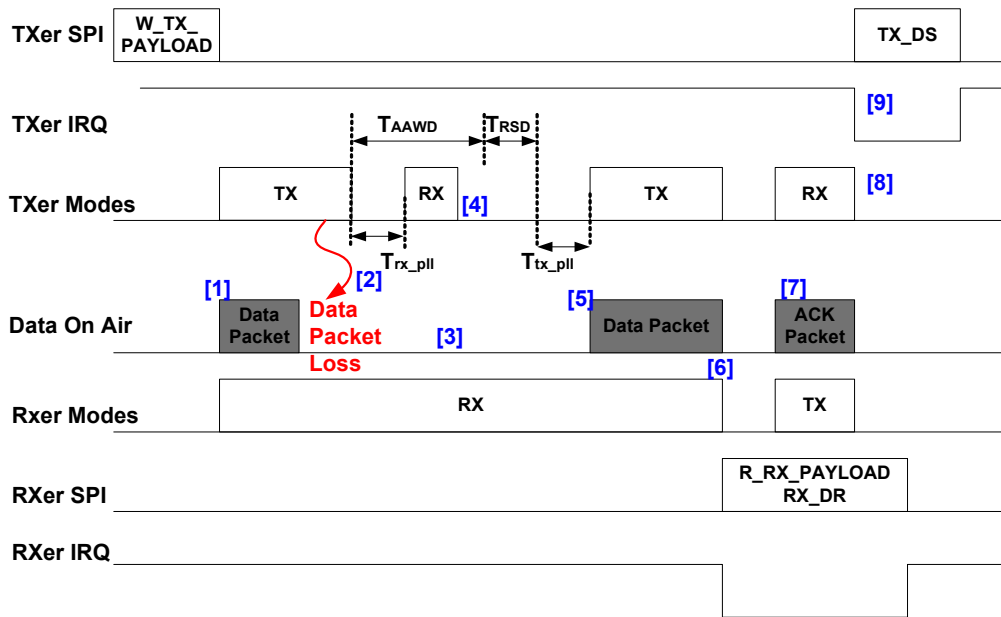 TXer SPI
W_TX_
PAYLOAD
TX_DS
TXer IRQ
[9]
TAAWD
TRSD
TXer Modes
TX
RX
[4]
TX
RX
[8]
Trx_pll
Ttx_pll
[1]
[2]
[5]
[7]
Data On Air
Data
Packet
Data
Packet
Loss
[3]
Data Packet
ACK
Packet
[6]
Rxer Modes
RX
TX
RXer SPI
R_RX_PAYLOAD
RX_DR
RXer IRQ